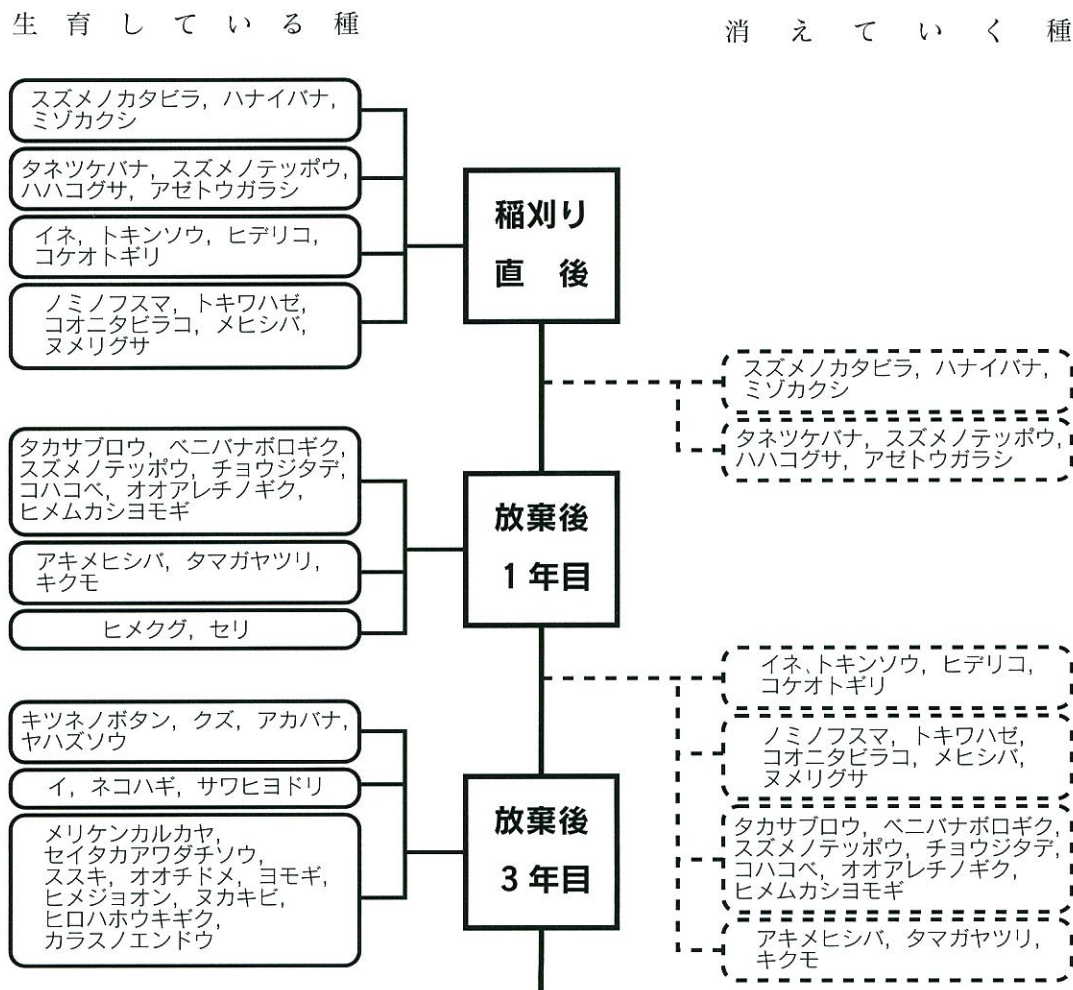 生育している種
消えていく種
スズメノカタビラ, ハナイバナ,
ミゾカクシ
タネツケバナ, スズメノテッポウ,
ハハコグサ, アゼトウガラシ
イネ, トキンソウ, ヒデリコ,
コケオトギリ
ノミノフスマ, トキワハゼ,
コオニタビラコ, メヒシバ,
ヌメリグサ
稲刈り
直後
スズメノカタビラ, ハナイバナ,
ミゾカクシ
タネツケバナ, スズメノテッポウ,
ハハコグサ, アゼトウガラシ
タカサブロウ, ベニバナボロギク,
スズメノテッポウ, チョウジタデ,
コハコベ, オオアレチノギク,
ヒメムカシヨモギ
アキメヒシバ, タマガヤツリ,
キクモ
ヒメクグ, セリ
放棄後
1年目
イネ、トキンソウ, ヒデリコ,
コケオトギリ
ノミノフスマ, トキワハゼ,
コオニタビラコ, メヒシバ,
ヌメリグサ
タカサブロウ, ベニバナボロギク,
スズメノテッポウ, チョウジタデ,
コハコベ, オオアレチノギク,
ヒメムカシヨモギ
アキメヒシバ, タマガヤツリ,
キクモ
キツネノボタン, クズ, アカバナ,
ヤハズソウ
イ, ネコハギ, サワヒヨドリ
メリケンカルカヤ,
セイタカアワダチソウ,
ススキ, オオチドメ, ヨモギ,
ヒメジョオン, ヌカキビ,
ヒロハホウキギク,
カラスノエンドウ
放棄後
3年目